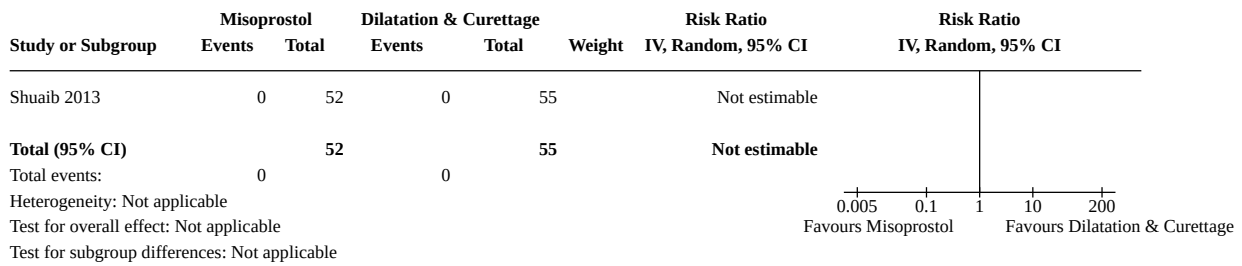 Misoprostol Dilatation & Curettage Risk Ratio Risk Ratio
Study or Subgroup Events Total Events Total Weight IV, Random, 95% CI IV, Random, 95% CI
Shuaib 2013 0 52 0 55 Not estimable
Total (95% CI) 52 55 Not estimable
Total events: 0 0
Heterogeneity: Not applicable
0.005 0.1 1 10 200
Test for overall effect: Not applicable Favours Misoprostol Favours Dilatation & Curettage
Test for subgroup differences: Not applicable